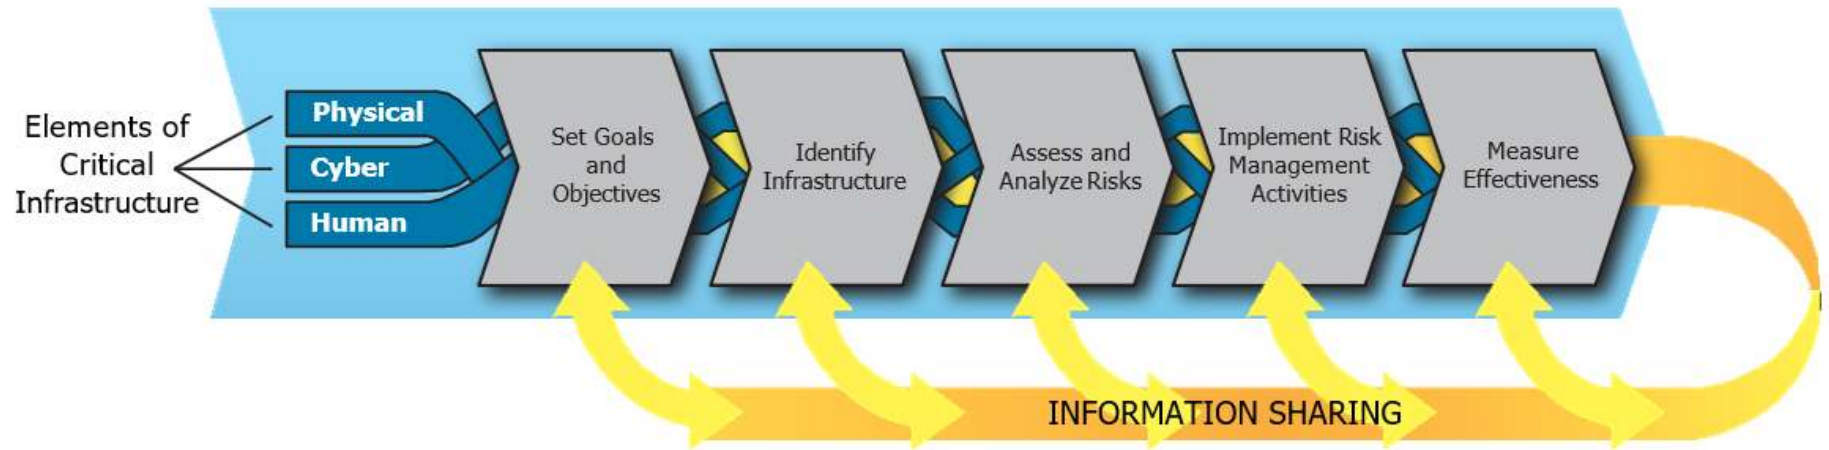 Elements of
Critical
Infrastructure
Physical
Cyber
Human
Set Goals
and
Objectives
Identify
Infrastructure
Assess and
Analyze Risks
Implement Risk
Management
Activities
Measure
Effectiveness
INFORMATION SHARING